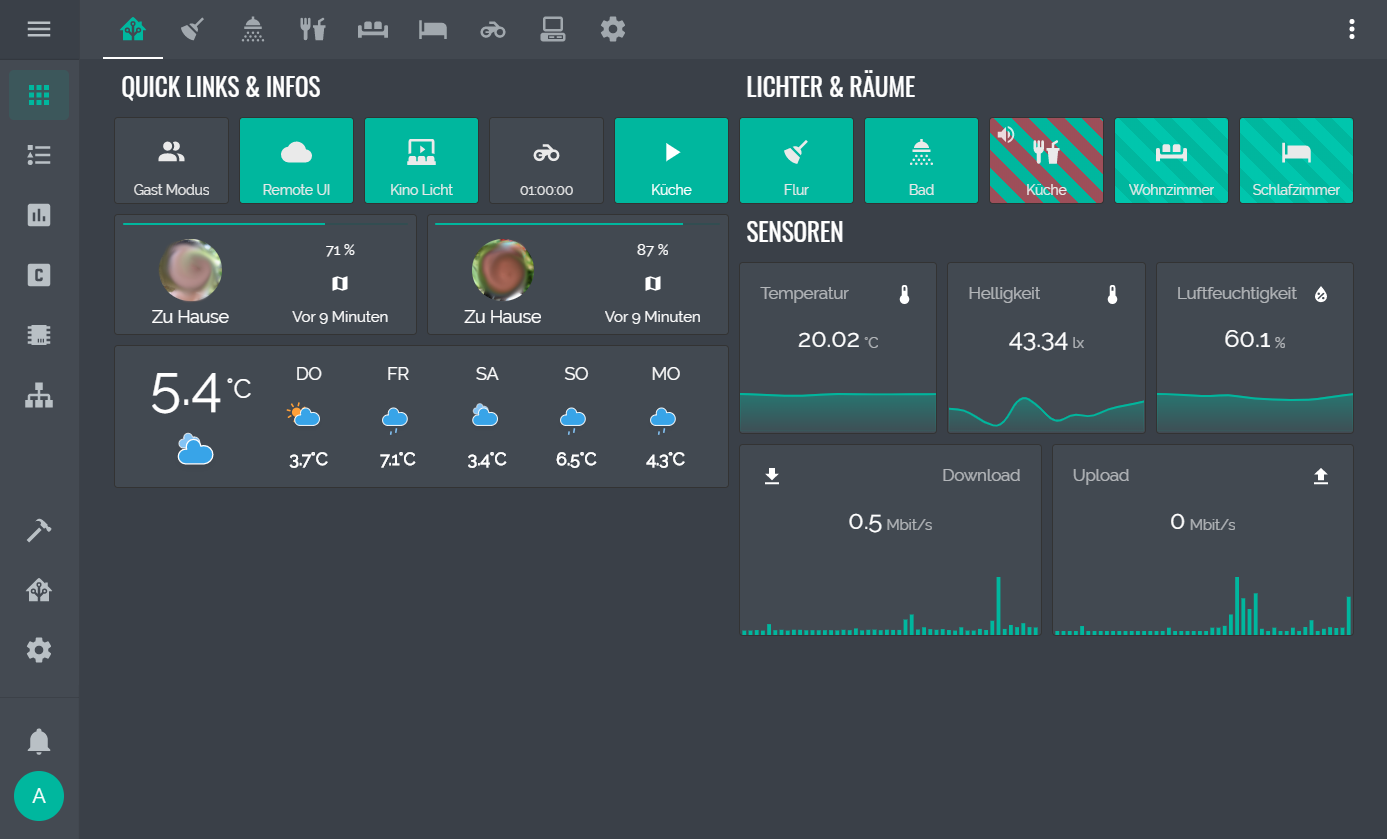 QUICK LINKS & INFOS
LICHTER & RÄUME
Gast Modus
Remote UI
Kino Licht
01:00:00
Küche
Flur
Bad
Küche
Wohnzimmer
Schlafzimmer
71 %
Zu Hause
Vor 9 Minuten
87 %
Zu Hause
Vor 9 Minuten
SENSOREN
Temperatur
20.02 °C
Helligkeit
43.34 lx
Luftfeuchtigkeit
60.1 %
5.4 °C
DO
FR
SA
SO
MO
3.7°C
7.1°C
3.4°C
6.5°C
4.3°C
Download
0.5 Mbit/s
Upload
0 Mbit/s
C
A